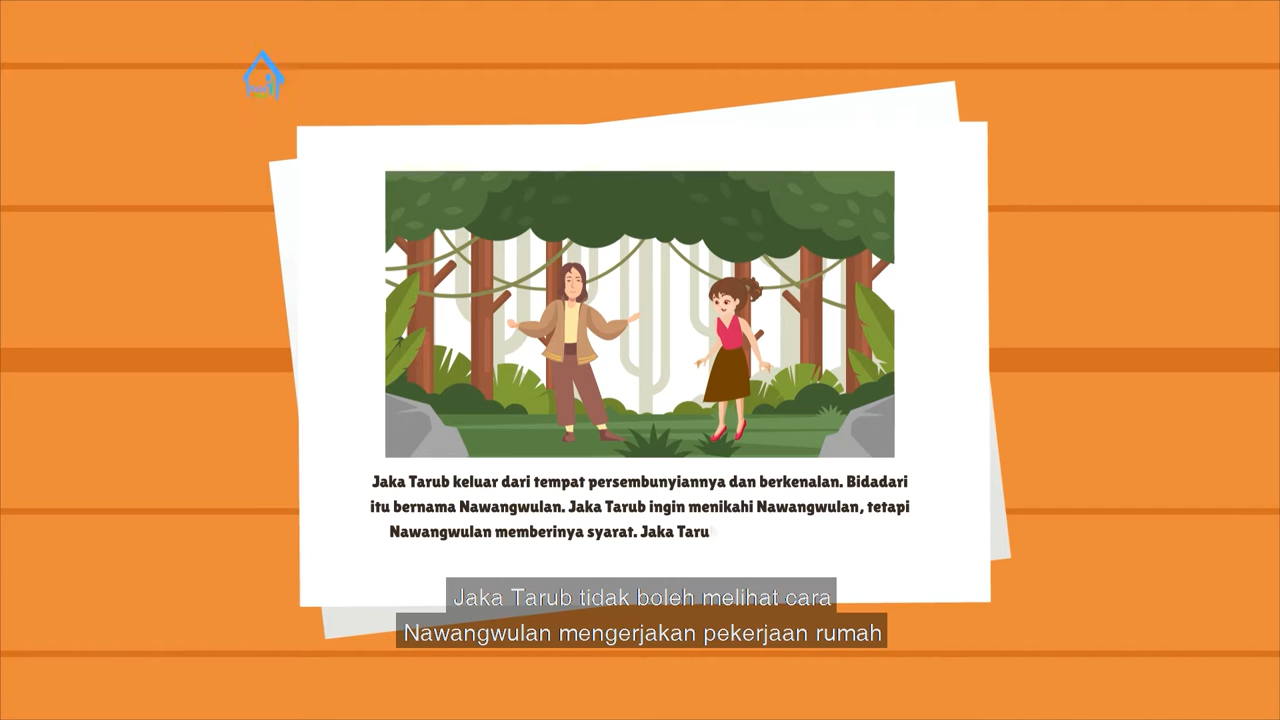 Jaka Tarub keluar dari tempat persembunyiannya dan berkenalan. Bidadari
itu bernama Nawangwulan. Jaka Tarub ingin menikahi Nawangwulan, tetapi
Nawangwulan memberinya syarat. Jaka Taru
Jaka Tarub tidak boleh melihat cara
Nawangwulan mengerjakan pekerjaan rumah